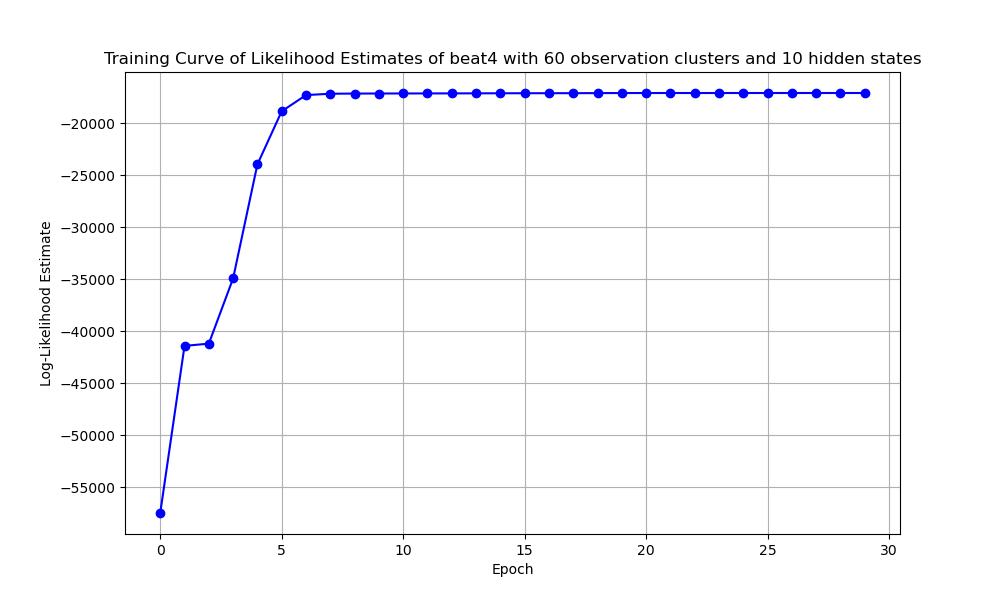 Training Curve of Likelihood Estimates of beat4 with 60 observation clusters and 10 hidden states
Log-Likelihood Estimate
−20000
−25000
−30000
−35000
−40000
−45000
−50000
−55000
0 5 10 15 20 25 30
Epoch